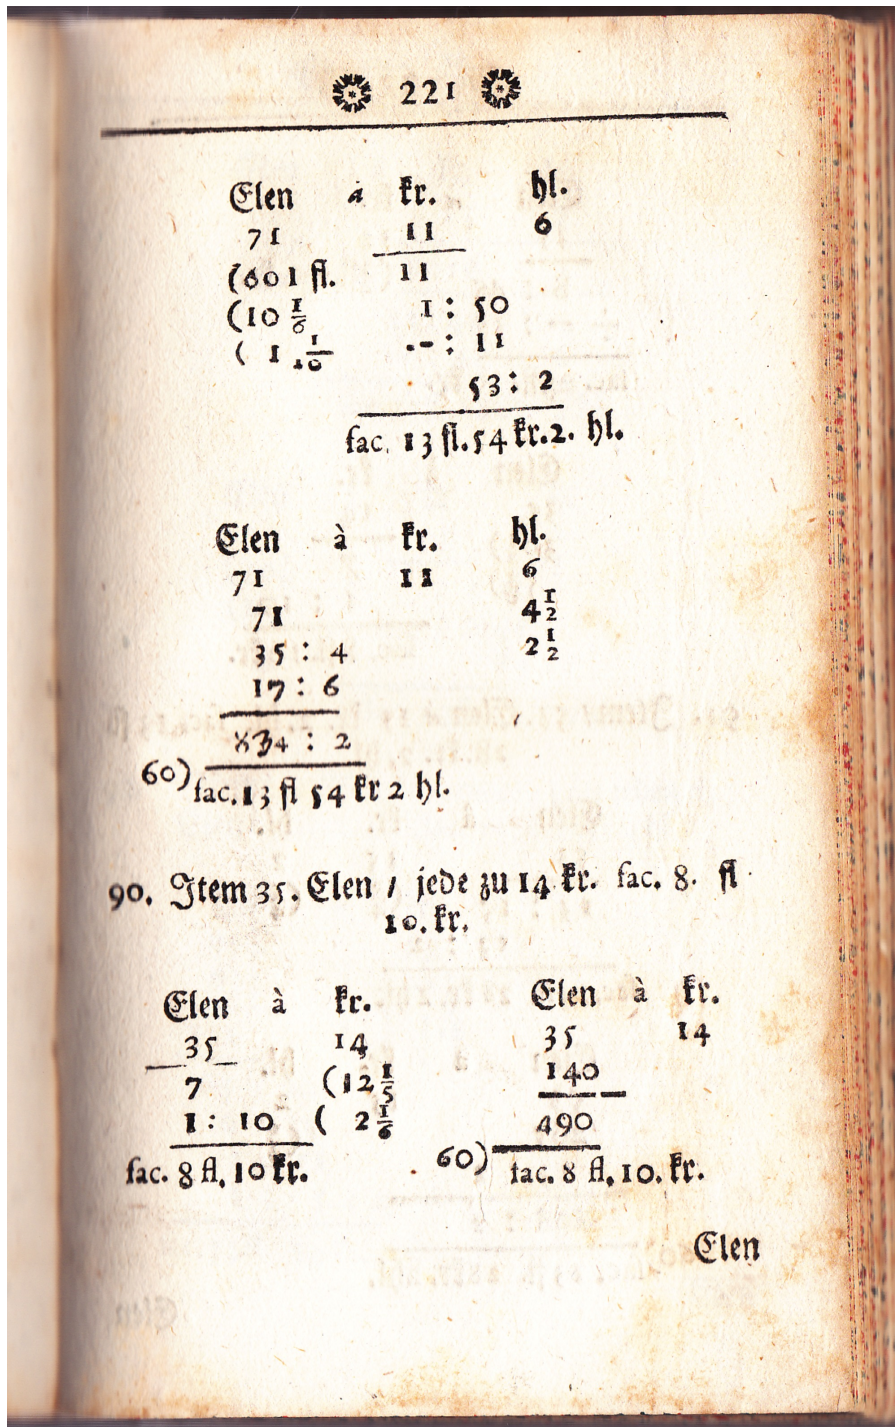 221
Elen à kr. hl.
71 11 6
(60 1 fl. 11
(10 1/6 1 : 50
( 1 1/10 .-: 11
53: 2
fac. 13 fl. 54 kr. 2. hl.
Elen à kr. hl.
71 11 6
71 4 1/2
35 : 4 2 1/2
17 : 6
834 : 2
60) fac. 13 fl 54 kr 2 hl.
90. Item 35. Elen / jede zu 14 kr. fac. 8. fl
10. kr.
Elen à kr. Elen à kr.
35 14 35 14
7 (12 1/5 140
1: 10 ( 2 1/6 490
fac. 8 fl. 10 kr. 60) fac. 8 fl. 10. kr.
Elen